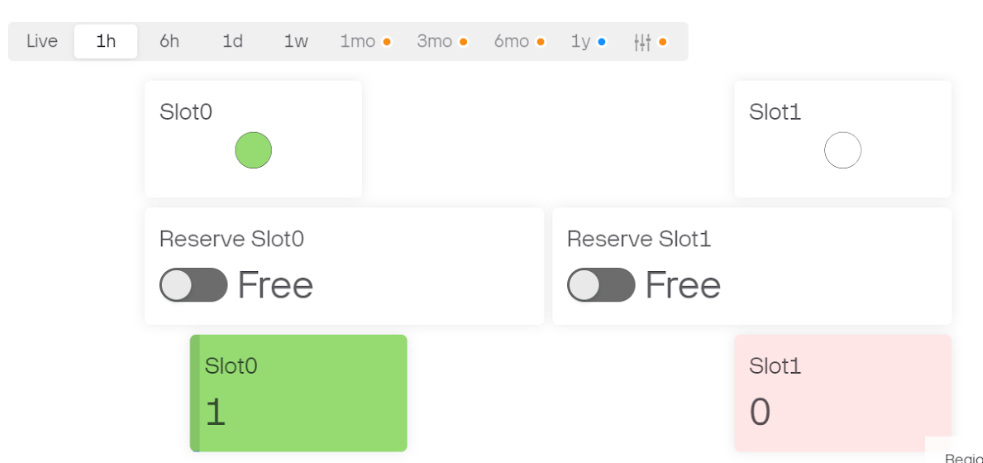 Live 1h 6h 1d 1w 1mo 3mo 6mo 1y
Slot0 Slot1
Reserve Slot0 Reserve Slot1
Free Free
Slot0 Slot1
1 0
Regio